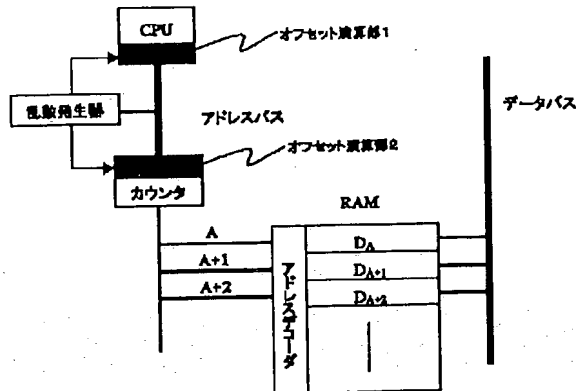 CPU
オフセット演算部1
乱数発生器
アドレスバス
データバス
オフセット演算部2
カウンタ
RAM
A
A+1
A+2
アドレスデコーダ
DA
DA+1
DA+2